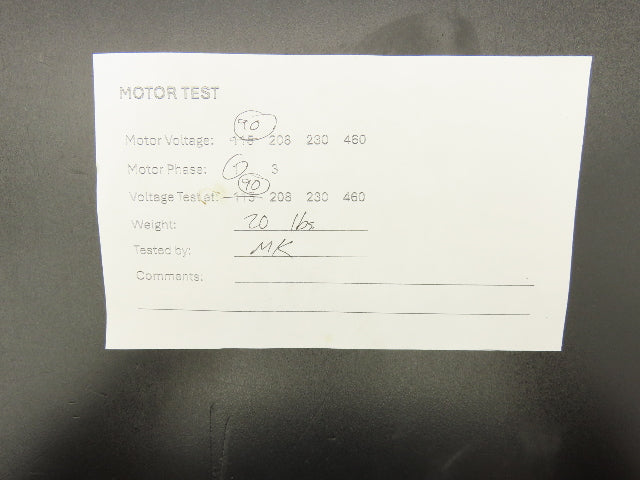 MOTOR TEST
90
Motor Voltage: 115 208 230 460
Motor Phase: 1 3
90
Voltage Test at: 115 208 230 460
Weight: 20 lbs
Tested by: MK
Comments: